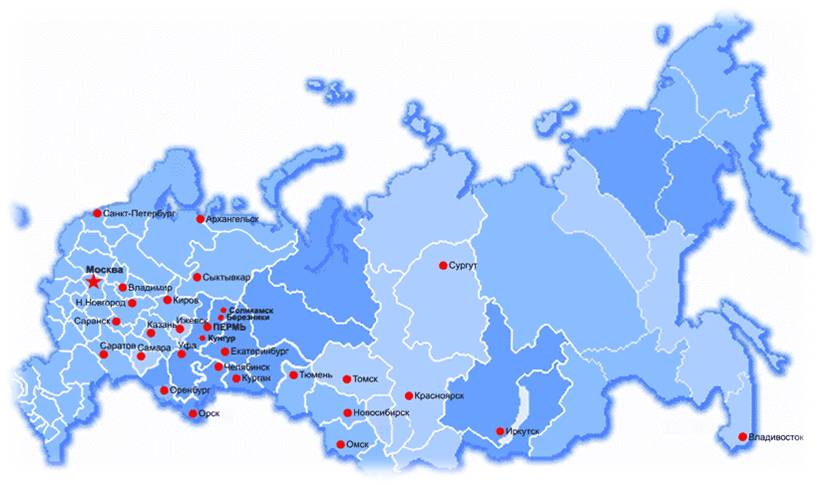 Санкт-Петербург
Архангельск
Москва
Сыктывкар
Сургут
Владимир
Н.Новгород
Киров
Соликамск
Березники
Саранск
Казань
Ижевск
ПЕРМЬ
Кунгур
Саратов
Самара
Уфа
Екатеринбург
Челябинск
Курган
Тюмень
Томск
Оренбург
Красноярск
Орск
Новосибирск
Иркутск
Владивосток
Омск